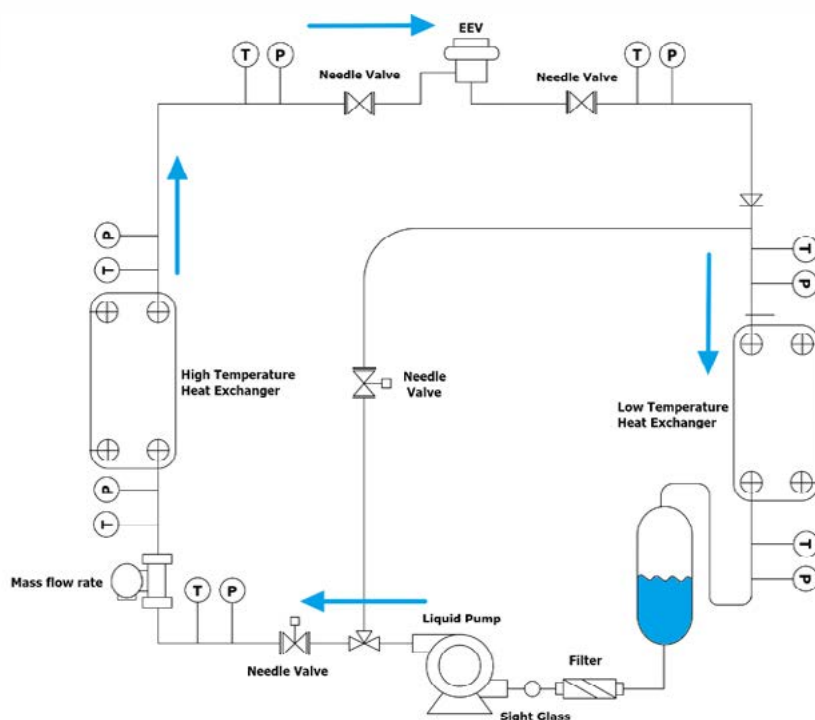 EEV
T P
Needle Valve
Needle Valve
T P
P
T
T
P
High Temperature
Heat Exchanger
Needle
Valve
Low Temperature
Heat Exchanger
P
T
T
P
Mass flow rate
T P
Liquid Pump
Needle Valve
Filter
Sight Glass